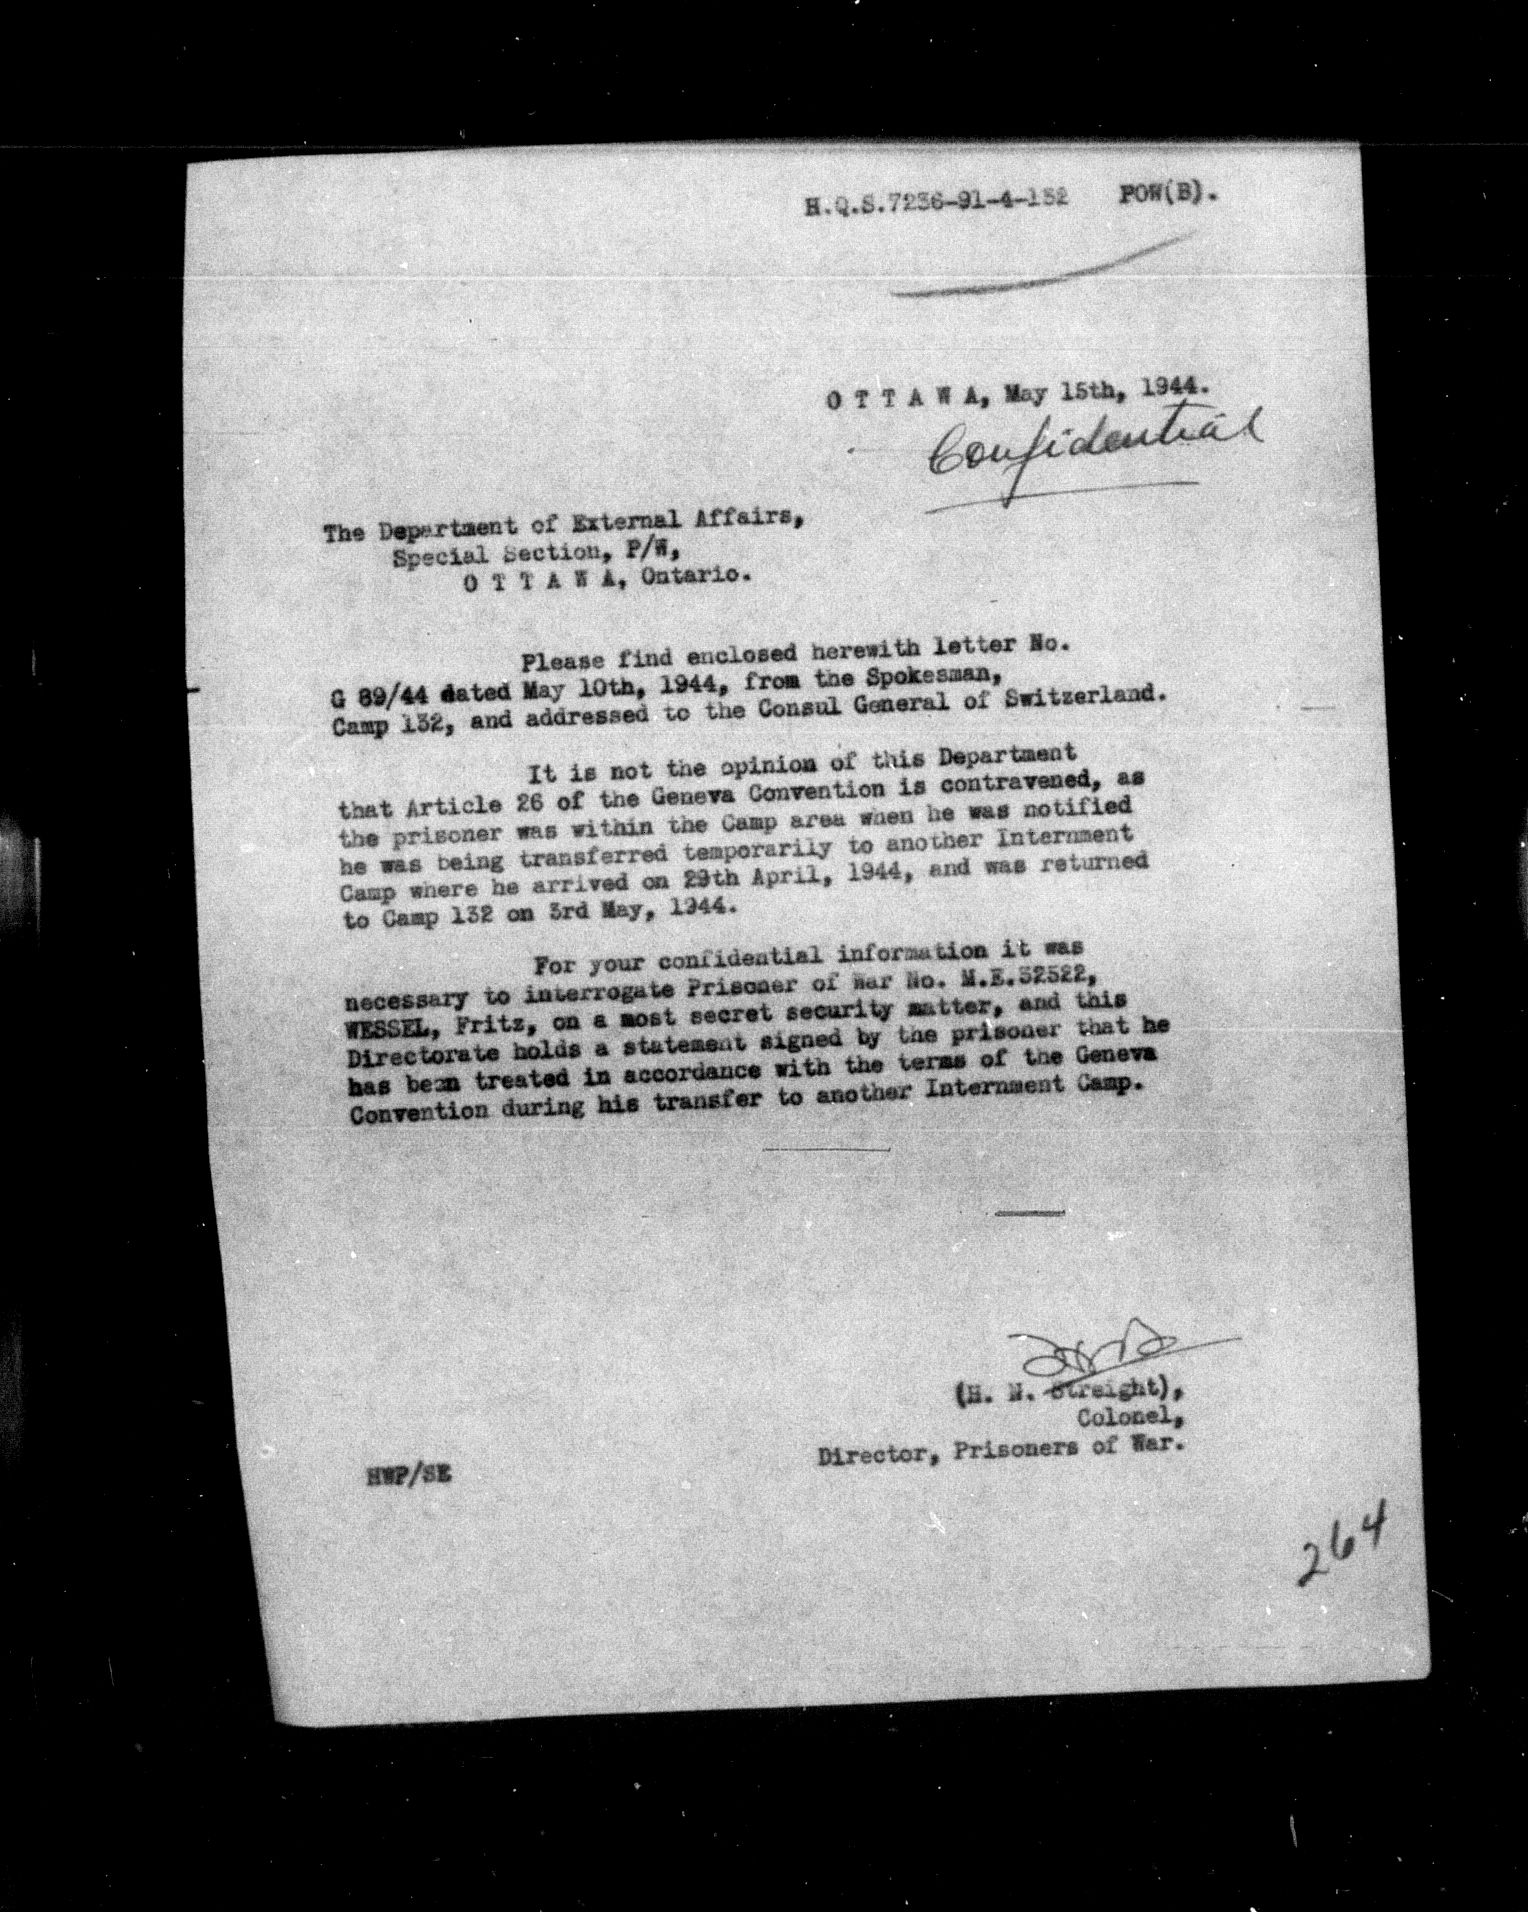 H.Q.S.7236-91-4-132 POW(B).
O T T A W A, May 15th, 1944.
Confidential
The Department of External Affairs,
Special Section, P/W,
O T T A W A, Ontario.
Please find enclosed herewith letter No.
G 89/44 dated May 10th, 1944, from the Spokesman,
Camp 132, and addressed to the Consul General of Switzerland.
It is not the opinion of this Department
that Article 26 of the Geneva Convention is contravened, as
the prisoner was within the Camp area when he was notified
he was being transferred temporarily to another Internment
Camp where he arrived on 29th April, 1944, and was returned
to Camp 132 on 3rd May, 1944.
For your confidential information it was
necessary to interrogate Prisoner of War No. M.E.52522,
WESSEL, Fritz, on a most secret security matter, and this
Directorate holds a statement signed by the prisoner that he
has been treated in accordance with the terms of the Geneva
Convention during his transfer to another Internment Camp.
(H. N. Streight),
Colonel,
Director, Prisoners of War.
HWP/SE
264